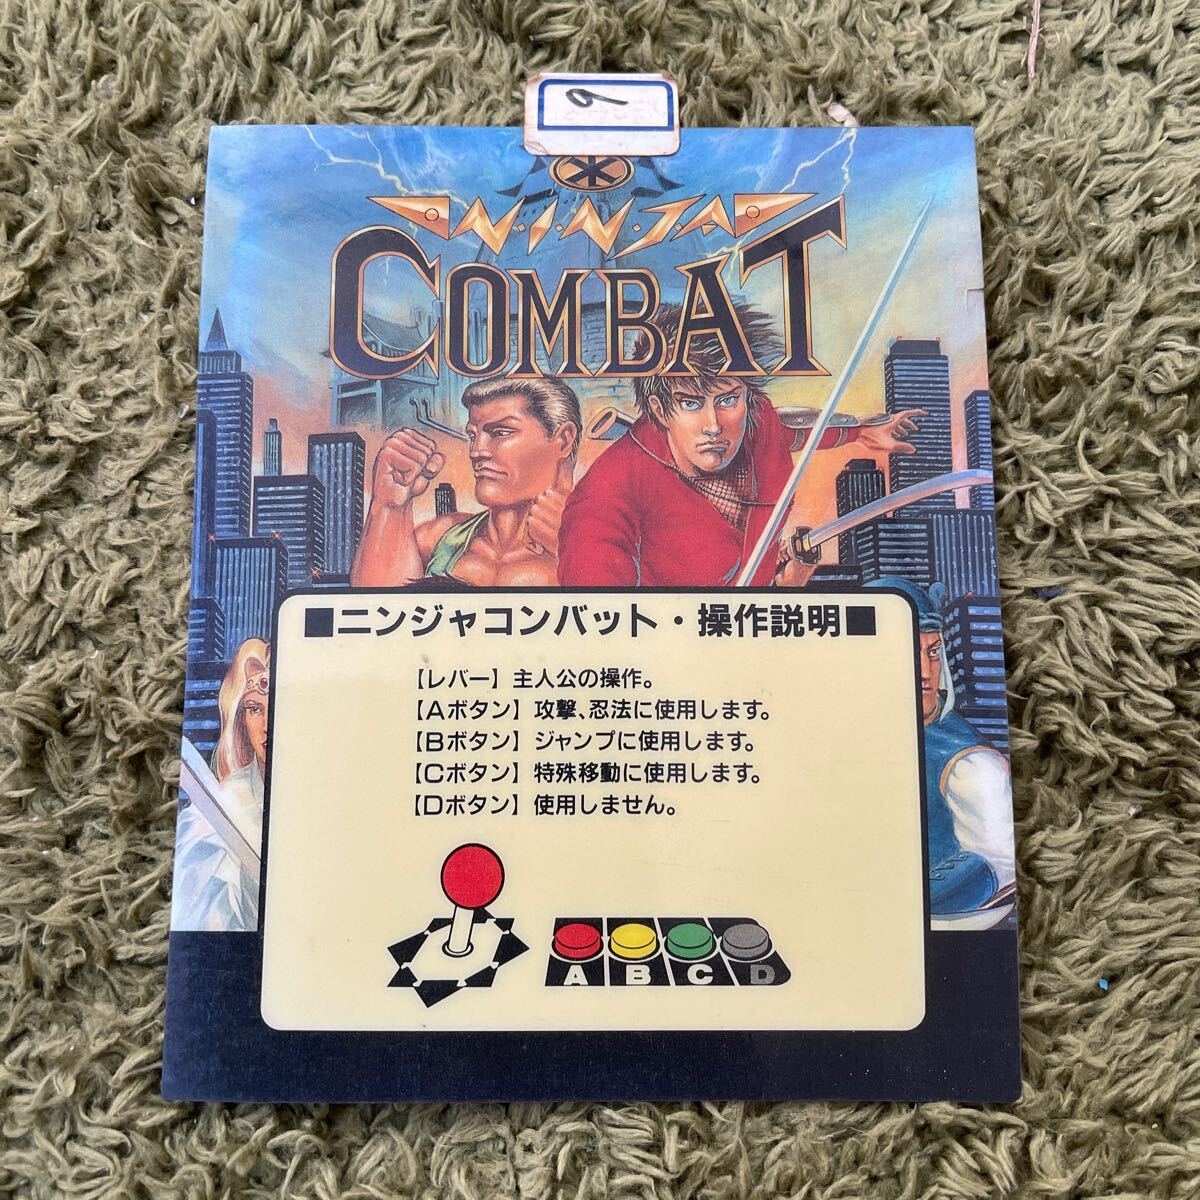 9
NINJA
COMBAT
■ニンジャコンバット・操作説明■
【レバー】主人公の操作。
【Aボタン】攻撃、忍法に使用します。
【Bボタン】ジャンプに使用します。
【Cボタン】特殊移動に使用します。
【Dボタン】使用しません。
A B C D